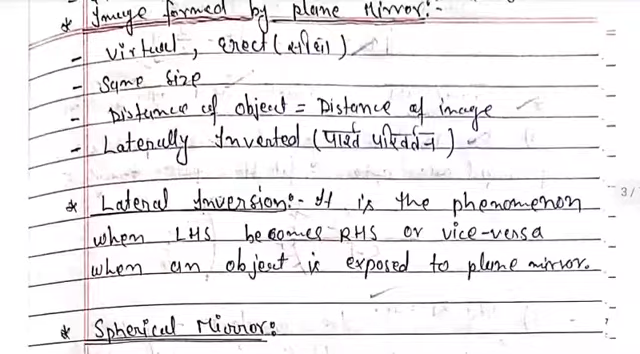 * Image formed by plane Mirror:-
- Virtual, Erect (सीधा)
- Same Size
- Distance of object = Distance of image
- Laterally Inverted (पार्श्व परिवर्तन)
* Lateral Inversion:- It is the phenomenon
when LHS becomes RHS or vice-versa
when an object is exposed to plane mirror.
3/
* Spherical Mirror: